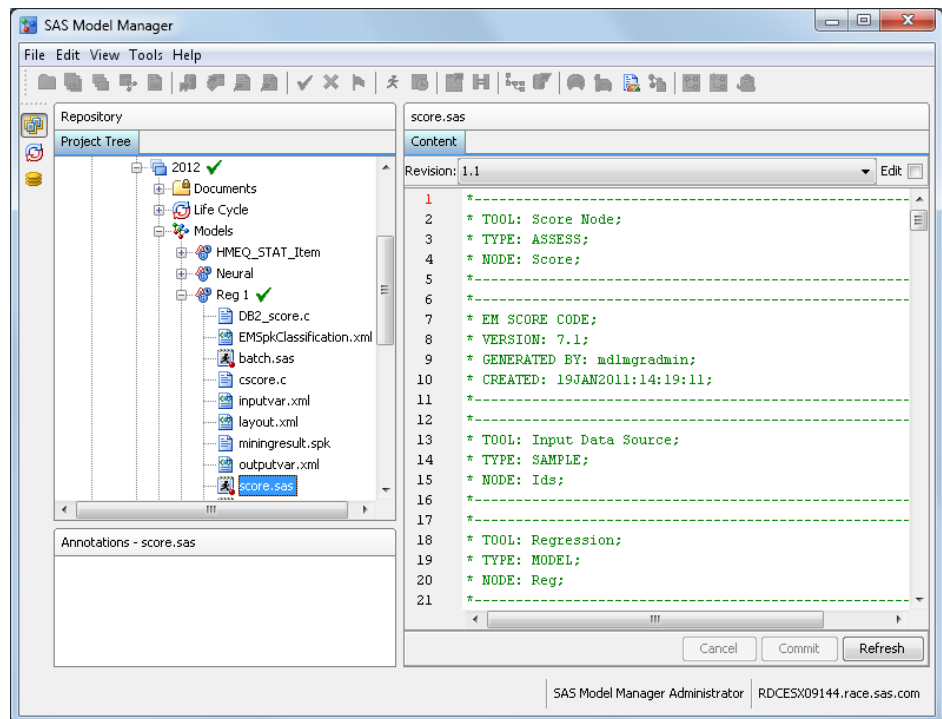 SAS Model Manager
File Edit View Tools Help
Repository
Project Tree
2012
Documents
Life Cycle
Models
HMEQ_STAT_Item
Neural
Reg 1
DB2_score.c
EMSpkClassification.xml
batch.sas
cscore.c
inputvar.xml
layout.xml
miningresult.spk
outputvar.xml
score.sas
Annotations - score.sas
score.sas
Content
Revision: 1.1 Edit
1 *------------------------------------------------------------
2 * TOOL: Score Node;
3 * TYPE: ASSESS;
4 * NODE: Score;
5 *------------------------------------------------------------
6 *------------------------------------------------------------
7 * EM SCORE CODE;
8 * VERSION: 7.1;
9 * GENERATED BY: mdlmgradmin;
10 * CREATED: 19JAN2011:14:19:11;
11 *------------------------------------------------------------
12 *------------------------------------------------------------
13 * TOOL: Input Data Source;
14 * TYPE: SAMPLE;
15 * NODE: Ids;
16 *------------------------------------------------------------
17 *------------------------------------------------------------
18 * TOOL: Regression;
19 * TYPE: MODEL;
20 * NODE: Reg;
21 *------------------------------------------------------------
Cancel Commit Refresh
SAS Model Manager Administrator RDCESX09144.race.sas.com